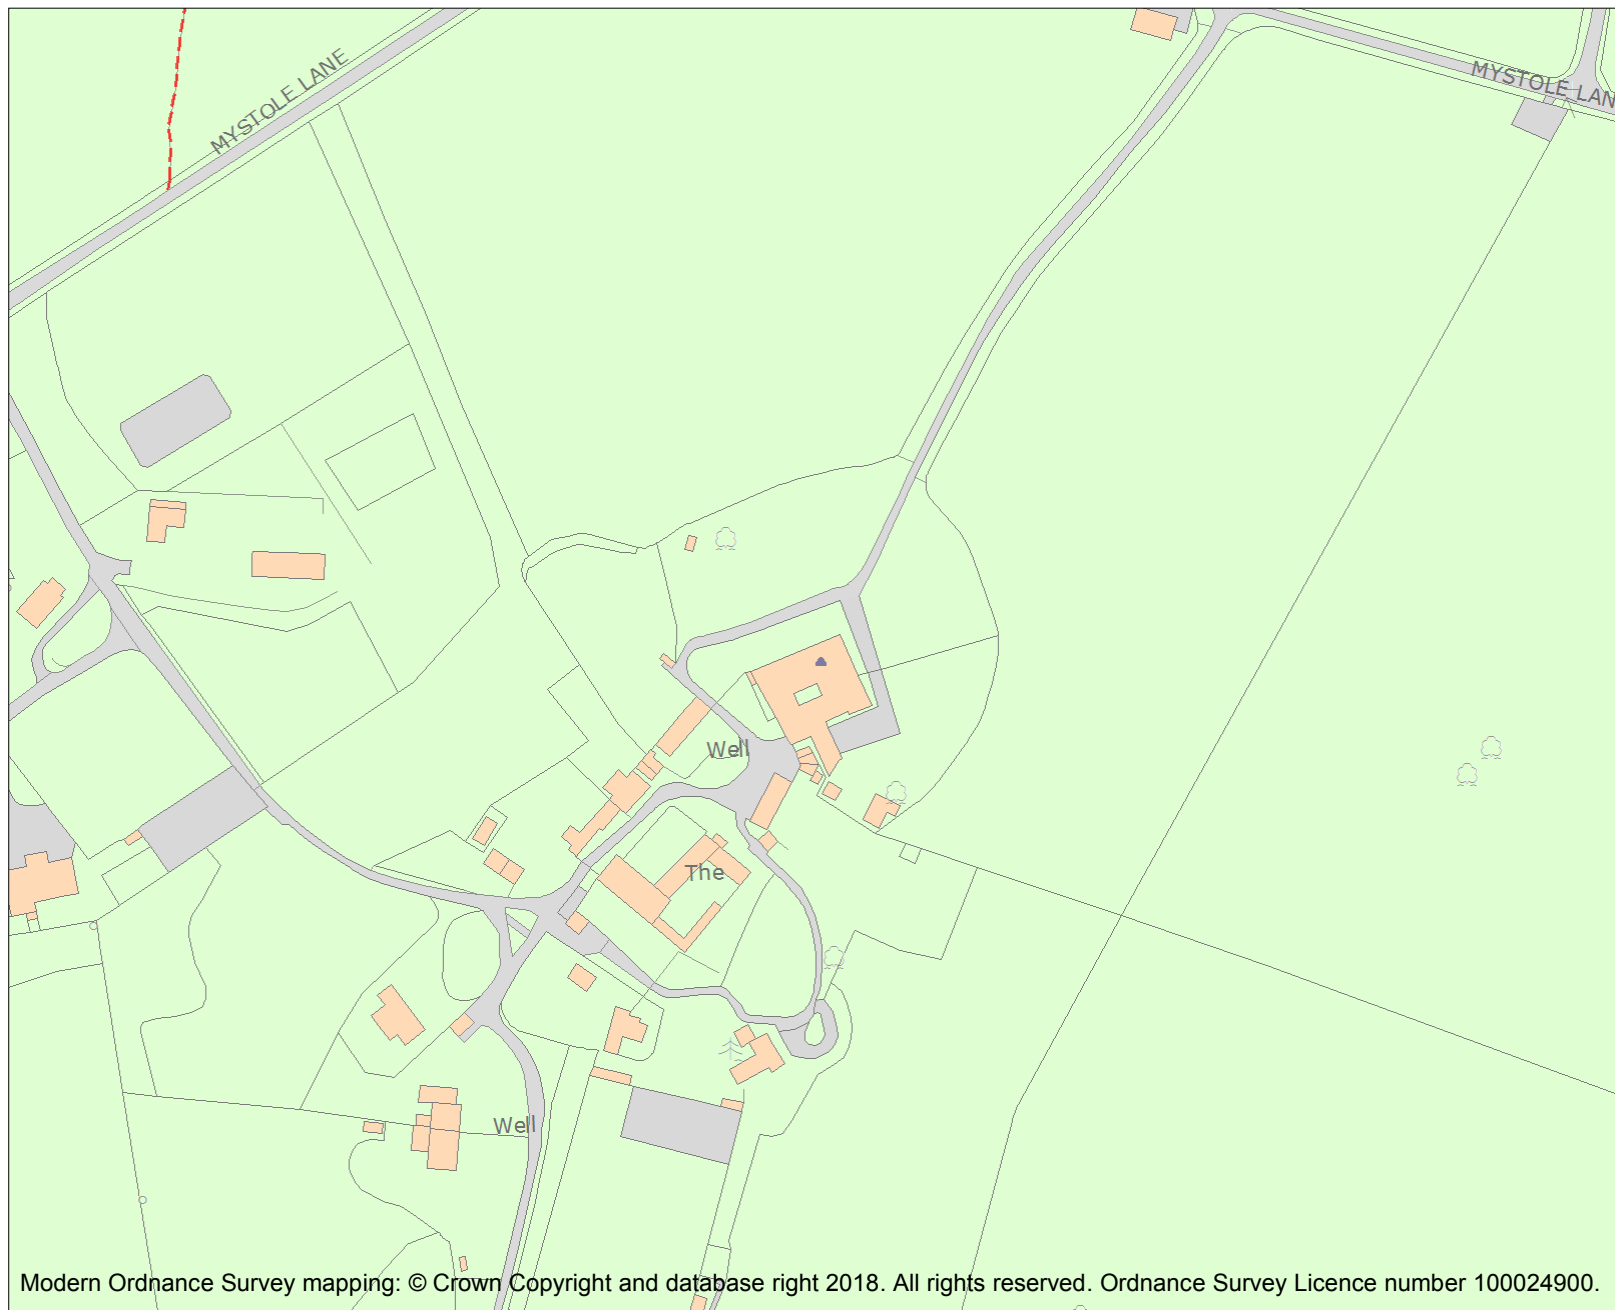 MYSTOLE LANE
MYSTOLE LAN
Well
The
Well
Modern Ordnance Survey mapping: © Crown Copyright and database right 2018. All rights reserved. Ordnance Survey Licence number 100024900.